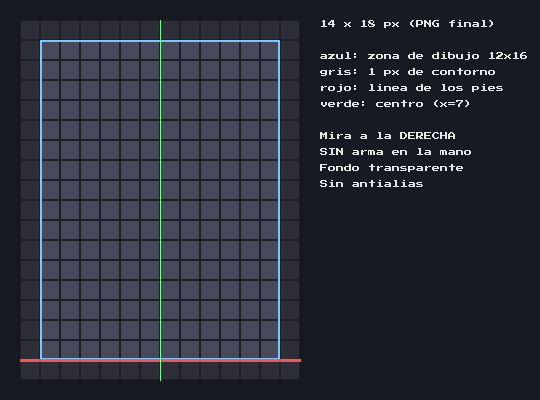 14 x 18 px (PNG final)
azul: zona de dibujo 12x16
gris: 1 px de contorno
rojo: linea de los pies
verde: centro (x=7)
Mira a la DERECHA
SIN arma en la mano
Fondo transparente
Sin antialias